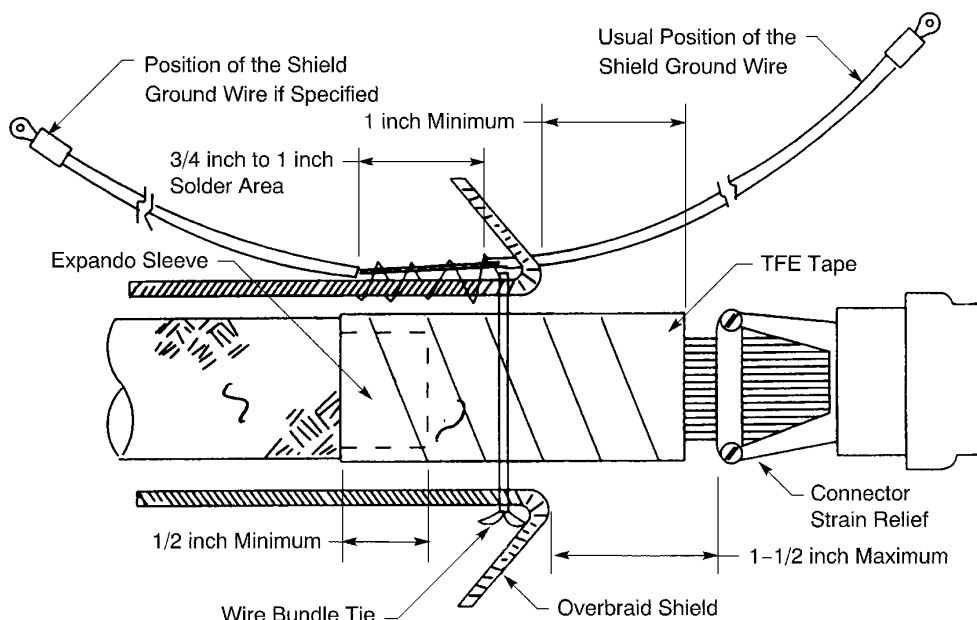 Usual Position of the
Shield Ground Wire
Position of the Shield
Ground Wire if Specified
1 inch Minimum
3/4 inch to 1 inch
Solder Area
Expando Sleeve
TFE Tape
Connector
Strain Relief
1/2 inch Minimum
1–1/2 inch Maximum
Wire Bundle Tie
Overbraid Shield